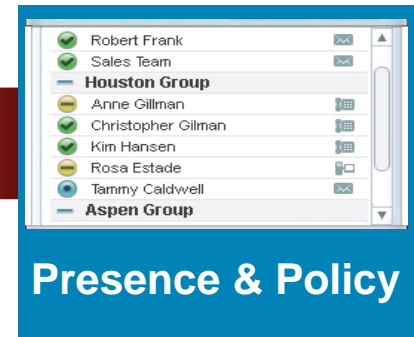 Robert Frank
Sales Team
Houston Group
Anne Gillman
Christopher Gilman
Kim Hansen
Rosa Estade
Tammy Caldwell
Aspen Group
Presence & Policy